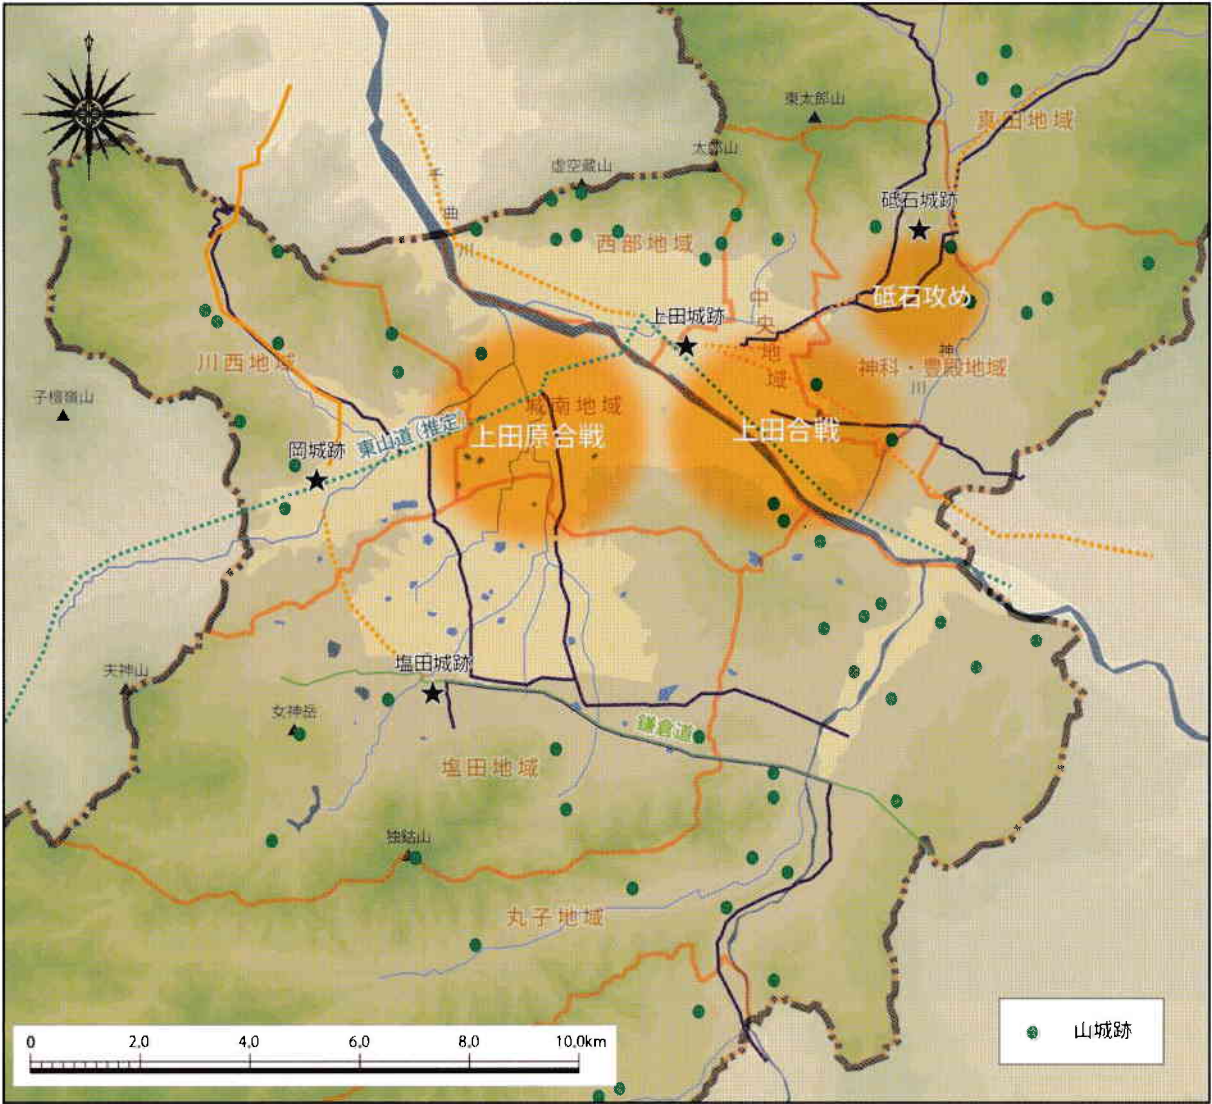 東太郎山
真田地域
太郎山
虚空蔵山
千曲川
砥石城跡
西部地域
中央地域
上田城跡
砥石攻め
神川
神科・豊殿地域
川西地域
子檀嶺山
城南地域
上田原合戦
上田合戦
東山道(推定)
岡城跡
塩田城跡
夫神山
女神岳
鎌倉道
塩田地域
独鈷山
丸子地域
山城跡
0 2.0 4.0 6.0 8.0 10.0km